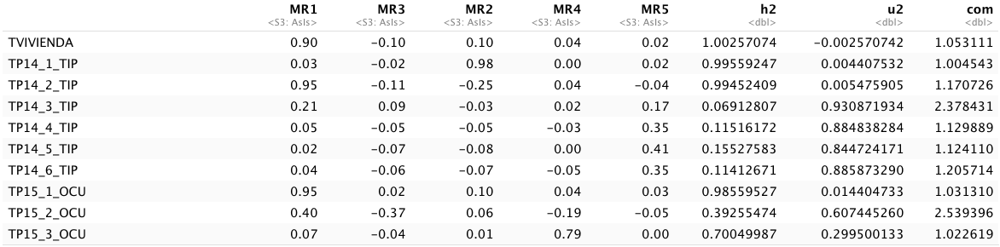 MR1 MR3 MR2 MR4 MR5 h2 u2 com
<S3: AsIs> <S3: AsIs> <S3: AsIs> <S3: AsIs> <S3: AsIs> <dbl> <dbl> <dbl>
TVIVIENDA 0.90 −0.10 0.10 0.04 0.02 1.00257074 −0.002570742 1.053111
TP14_1_TIP 0.03 −0.02 0.98 0.00 0.02 0.99559247 0.004407532 1.004543
TP14_2_TIP 0.95 −0.11 −0.25 0.04 −0.04 0.99452409 0.005475905 1.170726
TP14_3_TIP 0.21 0.09 −0.03 0.02 0.17 0.06912807 0.930871934 2.378431
TP14_4_TIP 0.05 −0.05 −0.05 −0.03 0.35 0.11516172 0.884838284 1.129889
TP14_5_TIP 0.02 −0.07 −0.08 0.00 0.41 0.15527583 0.844724171 1.124110
TP14_6_TIP 0.04 −0.06 −0.07 −0.05 0.35 0.11412671 0.885873290 1.205714
TP15_1_OCU 0.95 0.02 0.10 0.04 0.03 0.98559527 0.014404733 1.031310
TP15_2_OCU 0.40 −0.37 0.06 −0.19 −0.05 0.39255474 0.607445260 2.539396
TP15_3_OCU 0.07 −0.04 0.01 0.79 0.00 0.70049987 0.299500133 1.022619